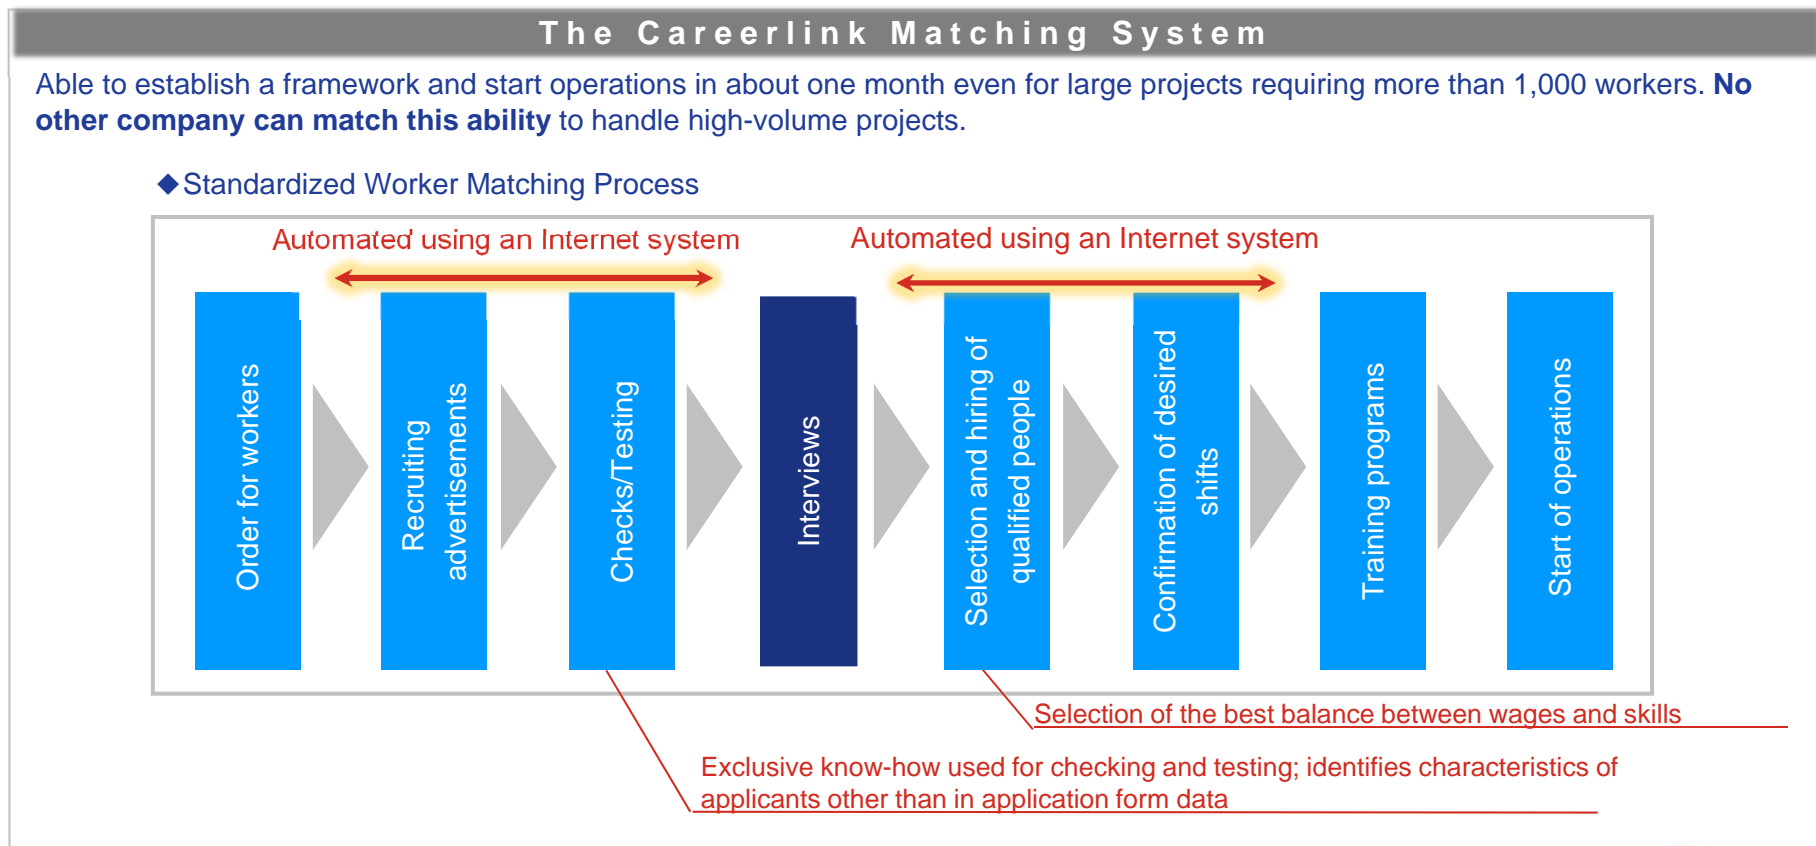 The Careerlink Matching System
Able to establish a framework and start operations in about one month even for large projects requiring more than 1,000 workers. No
other company can match this ability to handle high-volume projects.
◆Standardized Worker Matching Process
Automated using an Internet system
Automated using an Internet system
Order for workers
Recruiting
advertisements
Checks/Testing
Interviews
Selection and hiring of
qualified people
Confirmation of desired
shifts
Training programs
Start of operations
Selection of the best balance between wages and skills
Exclusive know-how used for checking and testing; identifies characteristics of
applicants other than in application form data